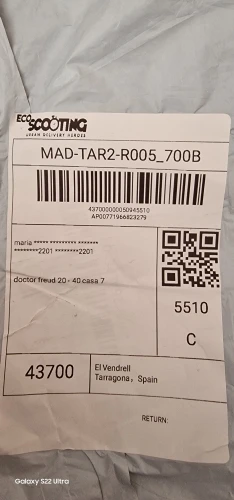 ECO
SCOOTING
URBAN DELIVERY HEROES
MAD-TAR2-R005_700B
437000000050945510
AP00771966823279
maria ***** ********* *******
********2201 ********2201
doctor freud 20 - 40 casa 7
5510
C
43700
El Vendrell
Tarragona, Spain
RETURN:
Galaxy S22 Ultra